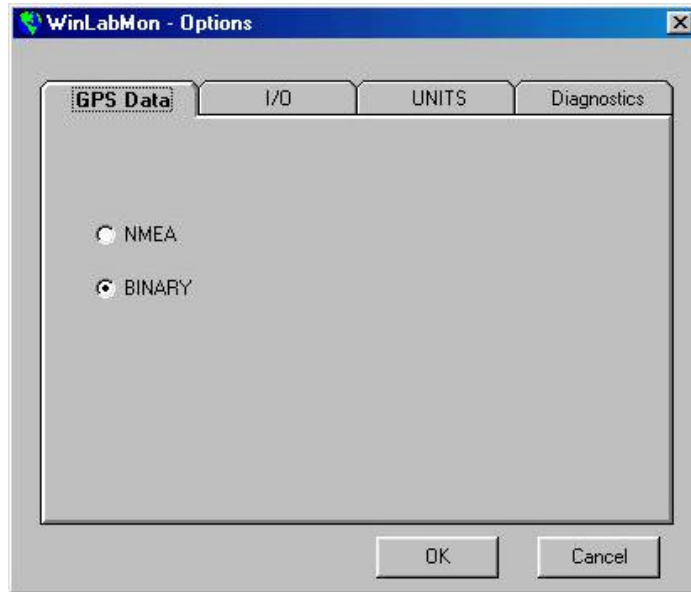 WinLabMon - Options
GPS Data I/O UNITS Diagnostics
NMEA
BINARY
OK Cancel